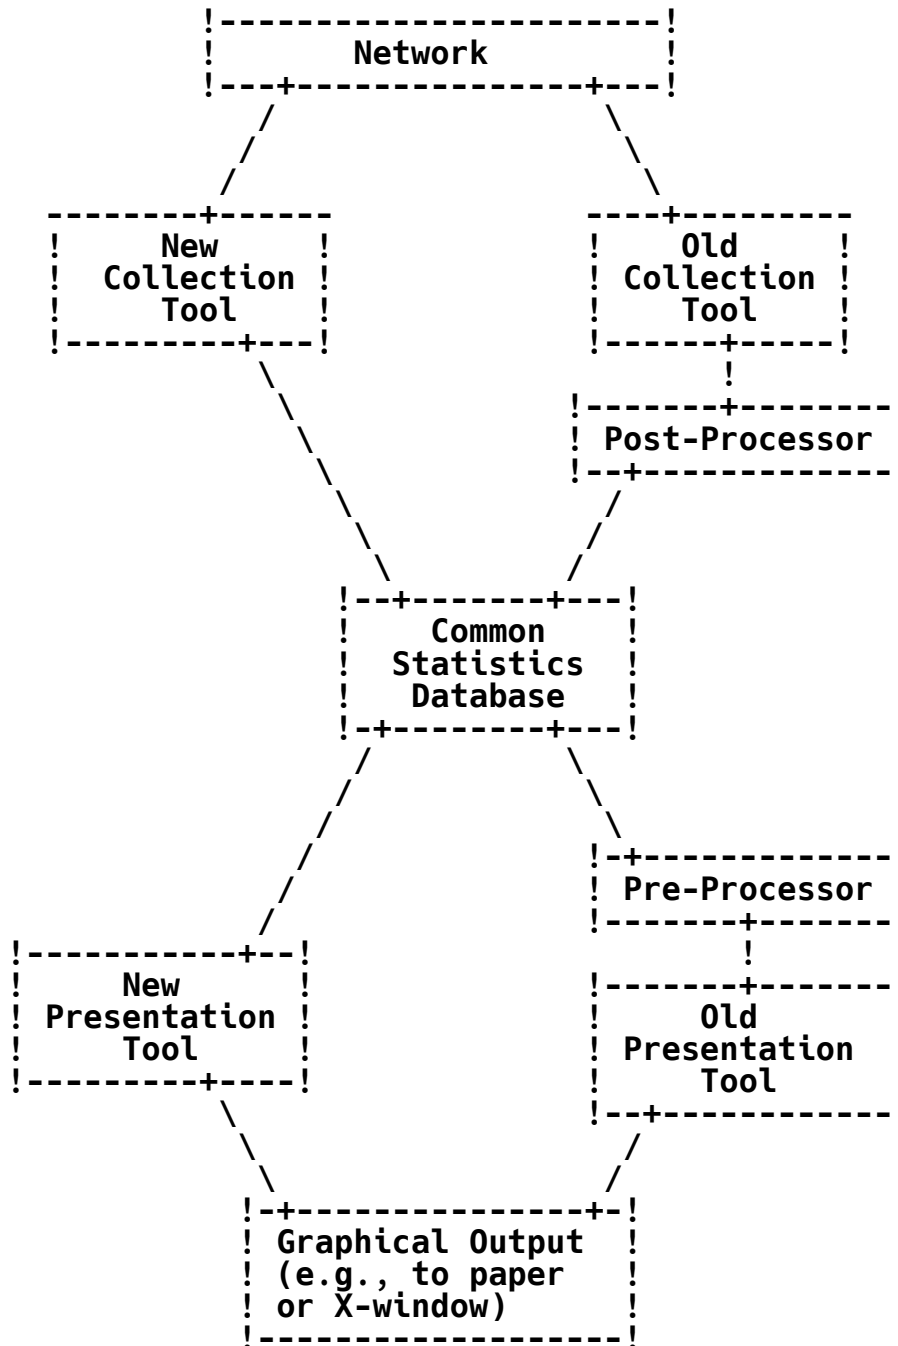 Network
New
Collection
Tool
Old
Collection
Tool
Post-Processor
Common
Statistics
Database
Pre-Processor
New
Presentation
Tool
Old
Presentation
Tool
Graphical Output
(e.g., to paper
or X-window)